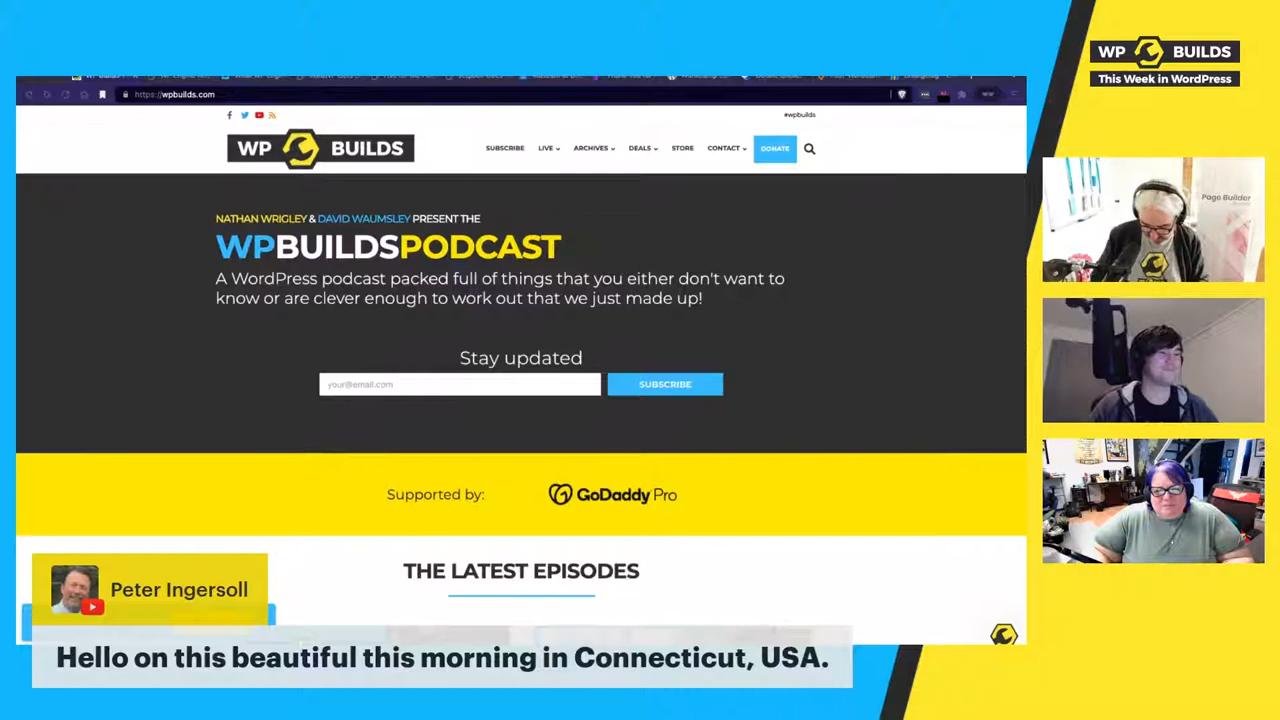 WP BUILDS
This Week in WordPress
https://wpbuilds.com
#wpbuilds
WP BUILDS
SUBSCRIBE LIVE ARCHIVES DEALS STORE CONTACT DONATE
NATHAN WRIGLEY & DAVID WAUMSLEY PRESENT THE
WPBUILDSPODCAST
A WordPress podcast packed full of things that you either don't want to
know or are clever enough to work out that we just made up!
Stay updated
your@email.com SUBSCRIBE
Supported by: GoDaddy Pro
THE LATEST EPISODES
Peter Ingersoll
Hello on this beautiful this morning in Connecticut, USA.
Page Builder